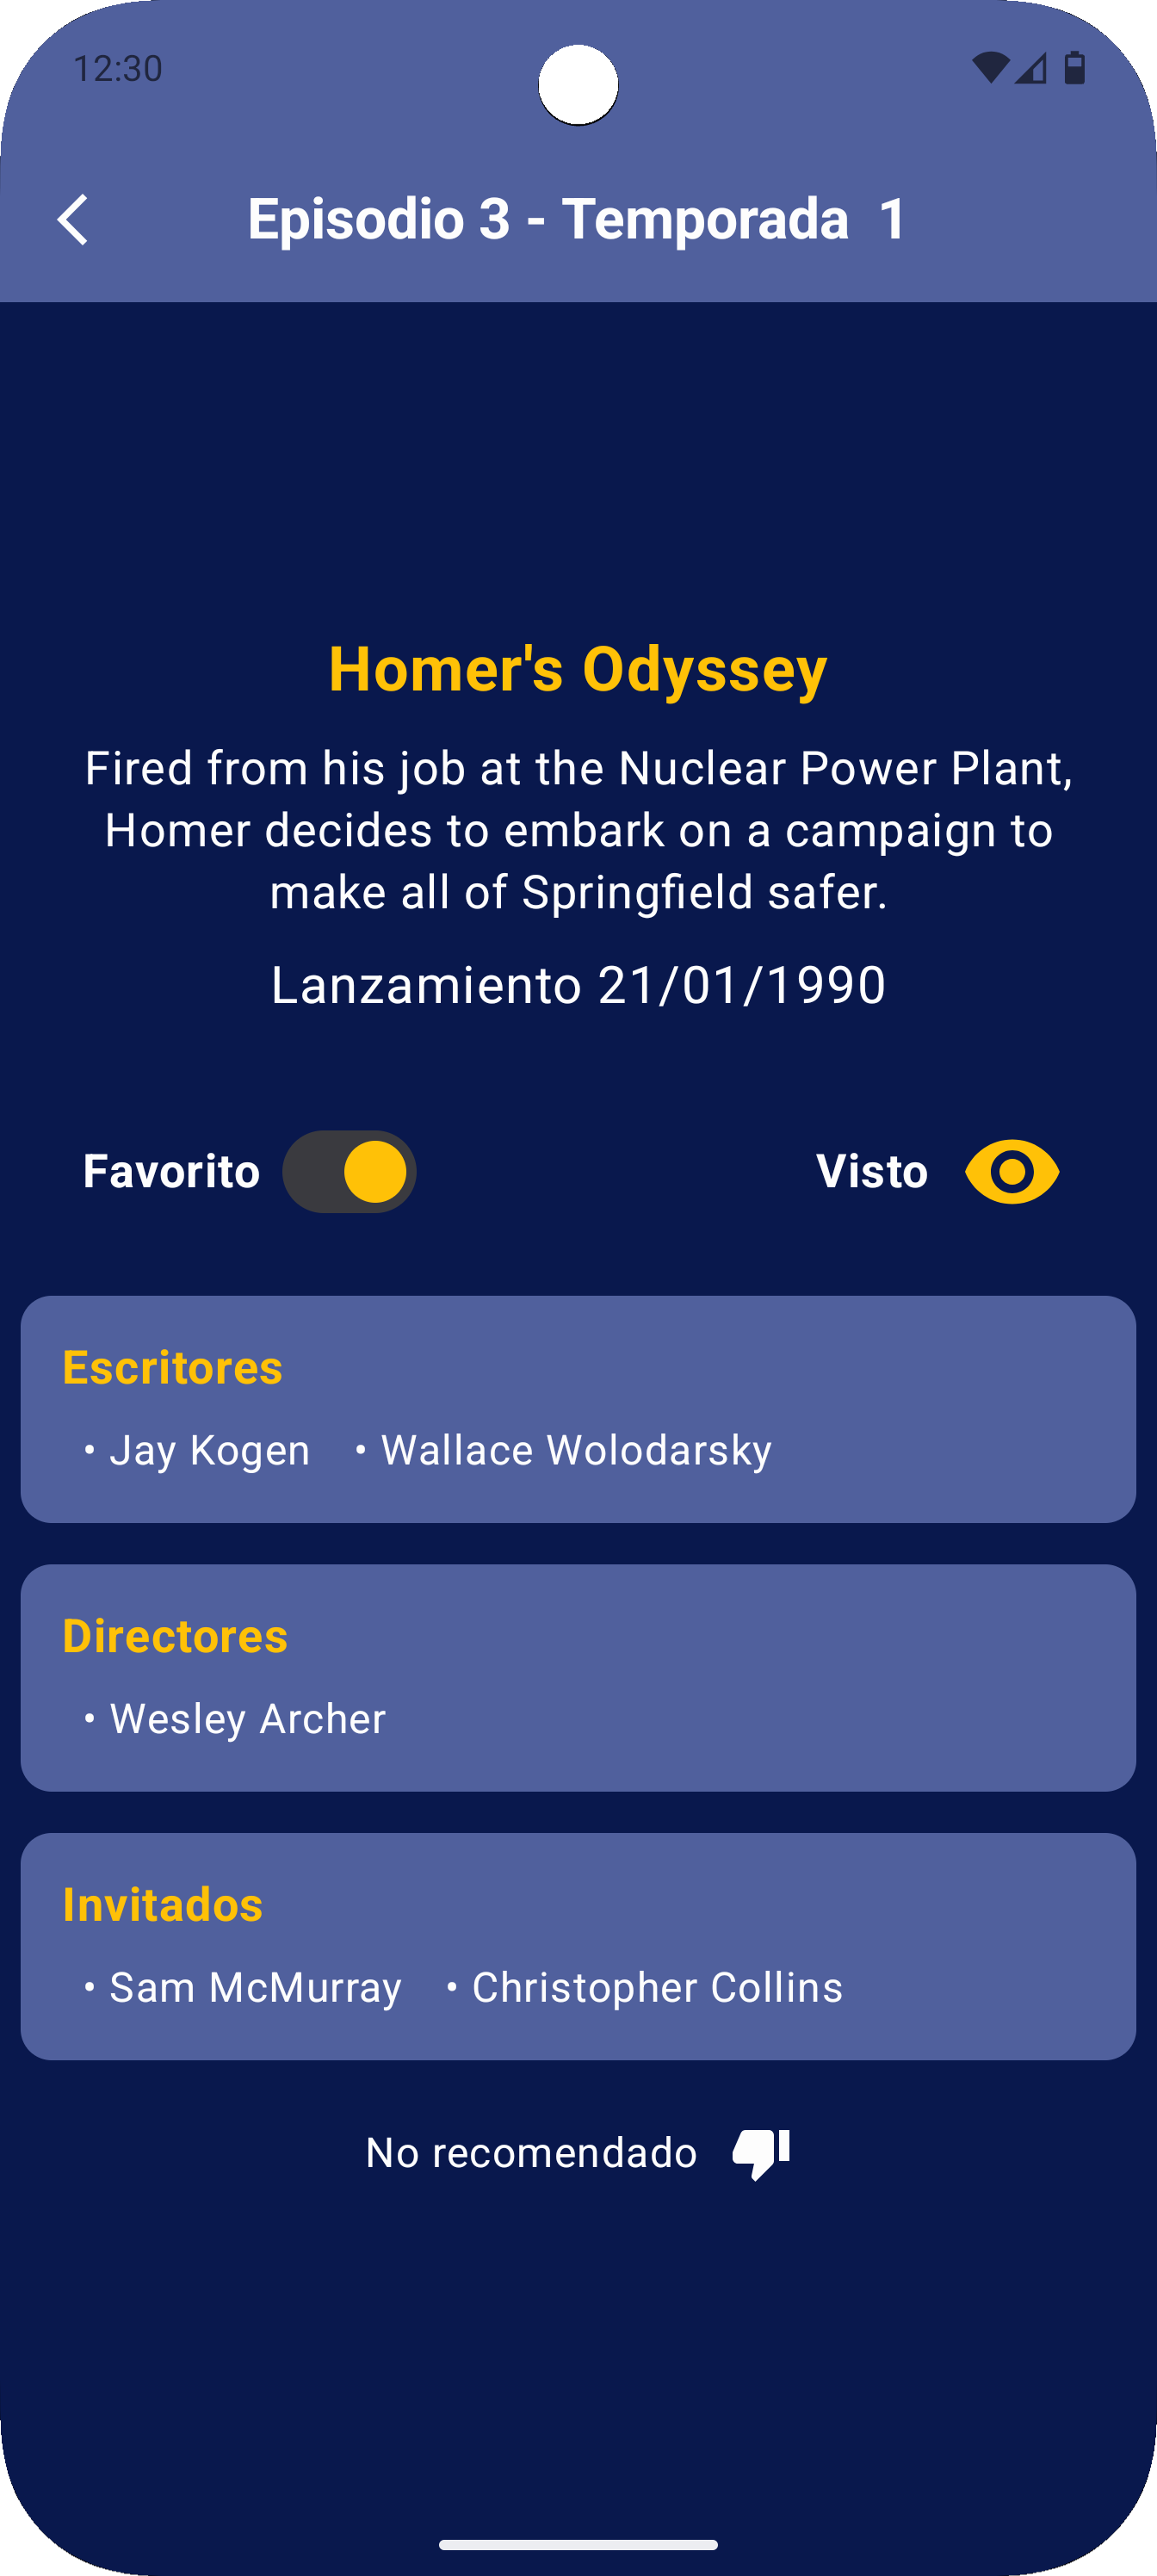 12:30
Episodio 3 - Temporada  1
Homer's Odyssey
Fired from his job at the Nuclear Power Plant,
Homer decides to embark on a campaign to
make all of Springfield safer.
Lanzamiento 21/01/1990
Favorito
Visto
Escritores
• Jay Kogen • Wallace Wolodarsky
Directores
• Wesley Archer
Invitados
• Sam McMurray • Christopher Collins
No recomendado